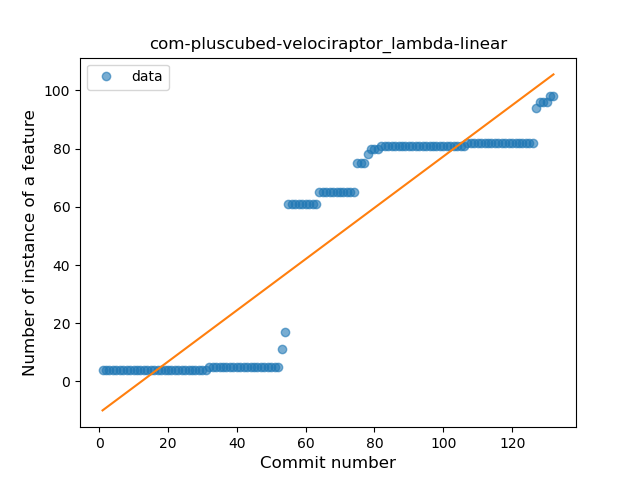 com-pluscubed-velociraptor_lambda-linear
data
Number of instance of a feature
100
80
60
40
20
0
0 20 40 60 80 100 120
Commit number